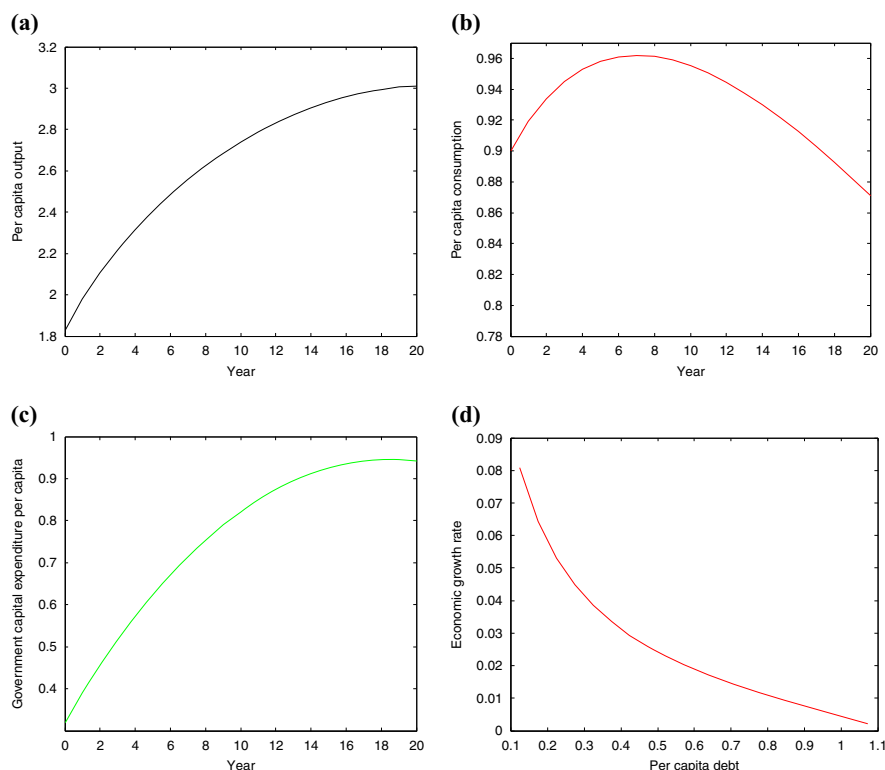 (a)
3.2
3
2.8
2.6
2.4
2.2
2
1.8
Per capita output
0 2 4 6 8 10 12 14 16 18 20
Year
(b)
0.96
0.94
0.92
0.9
0.88
0.86
0.84
0.82
0.8
0.78
Per capita consumption
0 2 4 6 8 10 12 14 16 18 20
Year
(c)
1
0.9
0.8
0.7
0.6
0.5
0.4
Government capital expenditure per capita
0 2 4 6 8 10 12 14 16 18 20
Year
(d)
0.09
0.08
0.07
0.06
0.05
0.04
0.03
0.02
0.01
0
Economic growth rate
0.1 0.2 0.3 0.4 0.5 0.6 0.7 0.8 0.9 1 1.1
Per capita debt